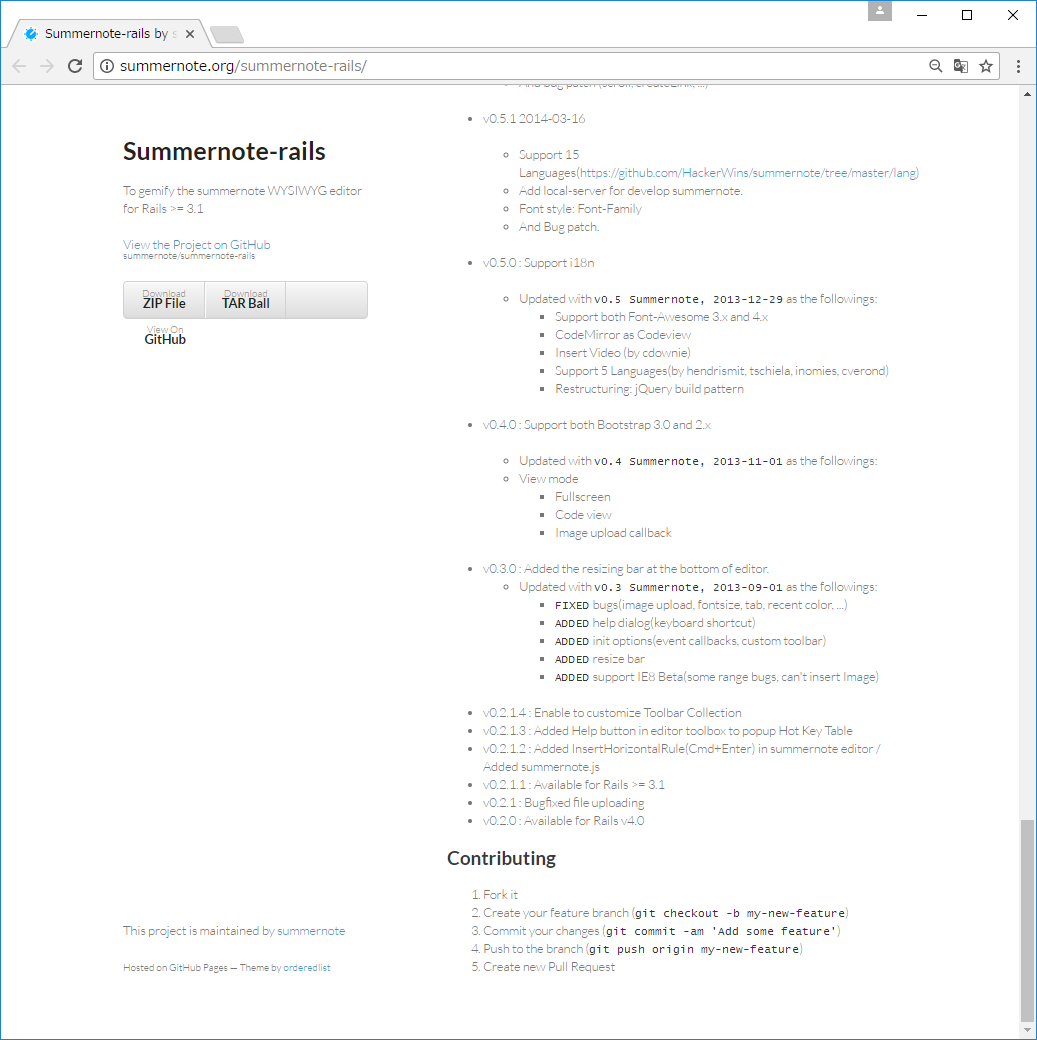 Summernote-rails by s
summernote.org/summernote-rails/
Summernote-rails
To gemify the summernote WYSIWYG editor
for Rails >= 3.1
View the Project on GitHub
summernote/summernote-rails
Download
ZIP File
Download
TAR Ball
View On
GitHub
This project is maintained by summernote
Hosted on GitHub Pages — Theme by orderedlist
And Bug patch (scroll, createLink, ...)
v0.5.1 2014-03-16
Support 15
Languages(https://github.com/HackerWins/summernote/tree/master/lang)
Add local-server for develop summernote.
Font style: Font-Family
And Bug patch.
v0.5.0 : Support i18n
Updated with v0.5 Summernote, 2013-12-29 as the followings:
Support both Font-Awesome 3.x and 4.x
CodeMirror as Codeview
Insert Video (by cdownie)
Support 5 Languages(by hendrismit, tschiela, inomies, cverond)
Restructuring: jQuery build pattern
v0.4.0 : Support both Bootstrap 3.0 and 2.x
Updated with v0.4 Summernote, 2013-11-01 as the followings:
View mode
Fullscreen
Code view
Image upload callback
v0.3.0 : Added the resizing bar at the bottom of editor.
Updated with v0.3 Summernote, 2013-09-01 as the followings:
FIXED bugs(image upload, fontsize, tab, recent color, ...)
ADDED help dialog(keyboard shortcut)
ADDED init options(event callbacks, custom toolbar)
ADDED resize bar
ADDED support IE8 Beta(some range bugs, can't insert Image)
v0.2.1.4 : Enable to customize Toolbar Collection
v0.2.1.3 : Added Help button in editor toolbox to popup Hot Key Table
v0.2.1.2 : Added InsertHorizontalRule(Cmd+Enter) in summernote editor /
Added summernote.js
v0.2.1.1 : Available for Rails >= 3.1
v0.2.1 : Bugfixed file uploading
v0.2.0 : Available for Rails v4.0
Contributing
1. Fork it
2. Create your feature branch (git checkout -b my-new-feature)
3. Commit your changes (git commit -am 'Add some feature')
4. Push to the branch (git push origin my-new-feature)
5. Create new Pull Request